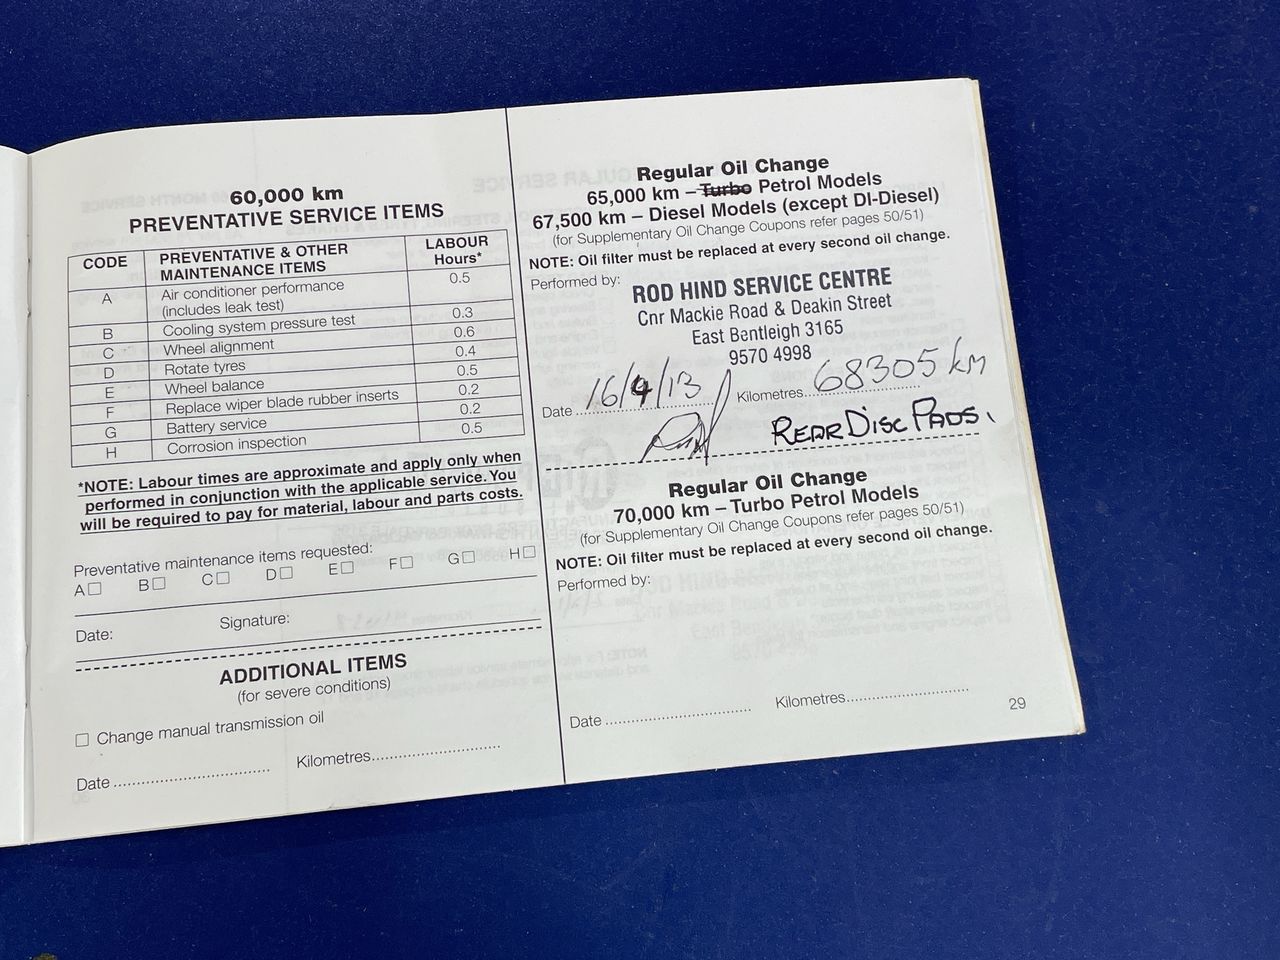 60,000 km
PREVENTATIVE SERVICE ITEMS
CODE PREVENTATIVE & OTHER MAINTENANCE ITEMS LABOUR Hours*
A Air conditioner performance (includes leak test) 0.5
B Cooling system pressure test 0.3
C Wheel alignment 0.6
D Rotate tyres 0.4
E Wheel balance 0.5
F Replace wiper blade rubber inserts 0.2
G Battery service 0.2
H Corrosion inspection 0.5
*NOTE: Labour times are approximate and apply only when
performed in conjunction with the applicable service. You
will be required to pay for material, labour and parts costs.
Preventative maintenance items requested:
A☐ B☐ C☐ D☐ E☐ F☐ G☐ H☐
Date: Signature:
ADDITIONAL ITEMS
(for severe conditions)
☐ Change manual transmission oil
Date ................................ Kilometres................................
Regular Oil Change
65,000 km – Turbo Petrol Models
67,500 km – Diesel Models (except DI-Diesel)
(for Supplementary Oil Change Coupons refer pages 50/51)
NOTE: Oil filter must be replaced at every second oil change.
Performed by:
ROD HIND SERVICE CENTRE
Cnr Mackie Road & Deakin Street
East Bentleigh 3165
9570 4998
Date 16/4/13 Kilometres 68305 km
REAR DISC PADS.
Regular Oil Change
70,000 km – Turbo Petrol Models
(for Supplementary Oil Change Coupons refer pages 50/51)
NOTE: Oil filter must be replaced at every second oil change.
Performed by:
Date ................................ Kilometres................................
29